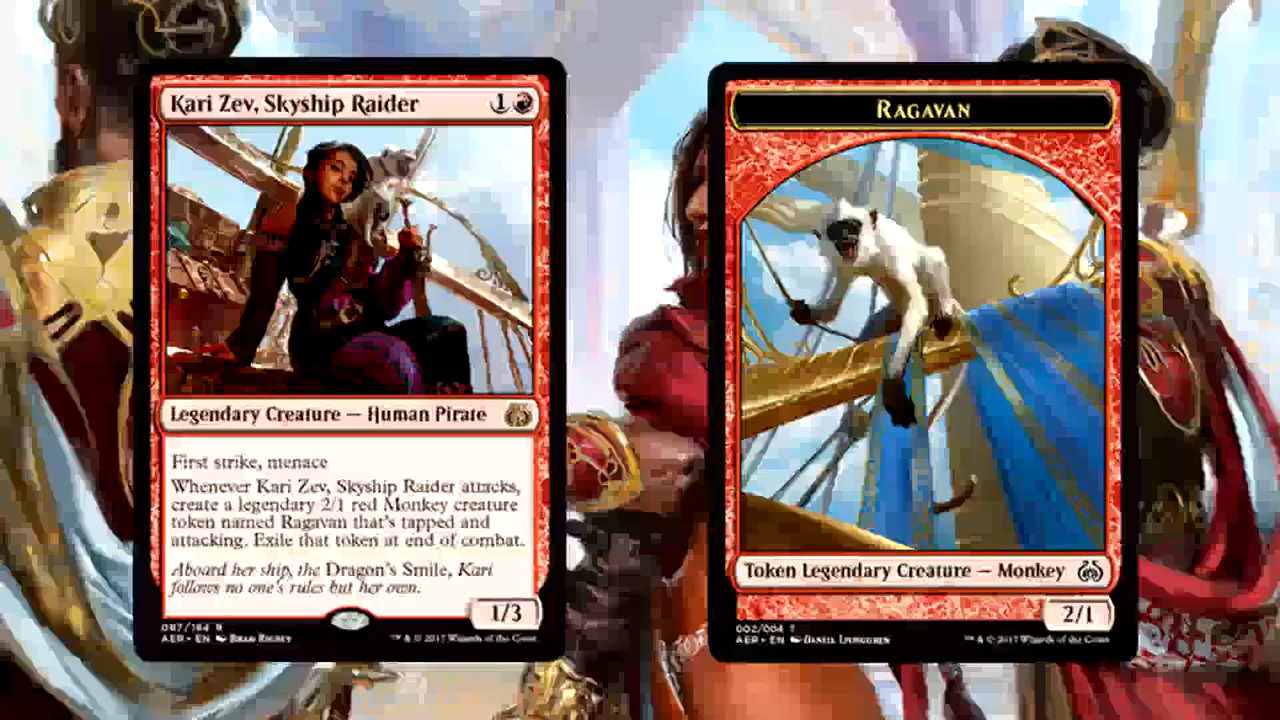 Kari Zev, Skyship Raider 1
Legendary Creature — Human Pirate
First strike, menace
Whenever Kari Zev, Skyship Raider attacks,
create a legendary 2/1 red Monkey creature
token named Ragavan that's tapped and
attacking. Exile that token at end of combat.
Aboard her ship, the Dragon's Smile, Kari
follows no one's rules but her own.
1/3
087/184 R
AER • EN BRAD RIGNEY
™ & © 2017 Wizards of the Coast
RAGAVAN
Token Legendary Creature — Monkey
2/1
002/004 T
AER • EN
™ & © 2017 Wizards of the Coast